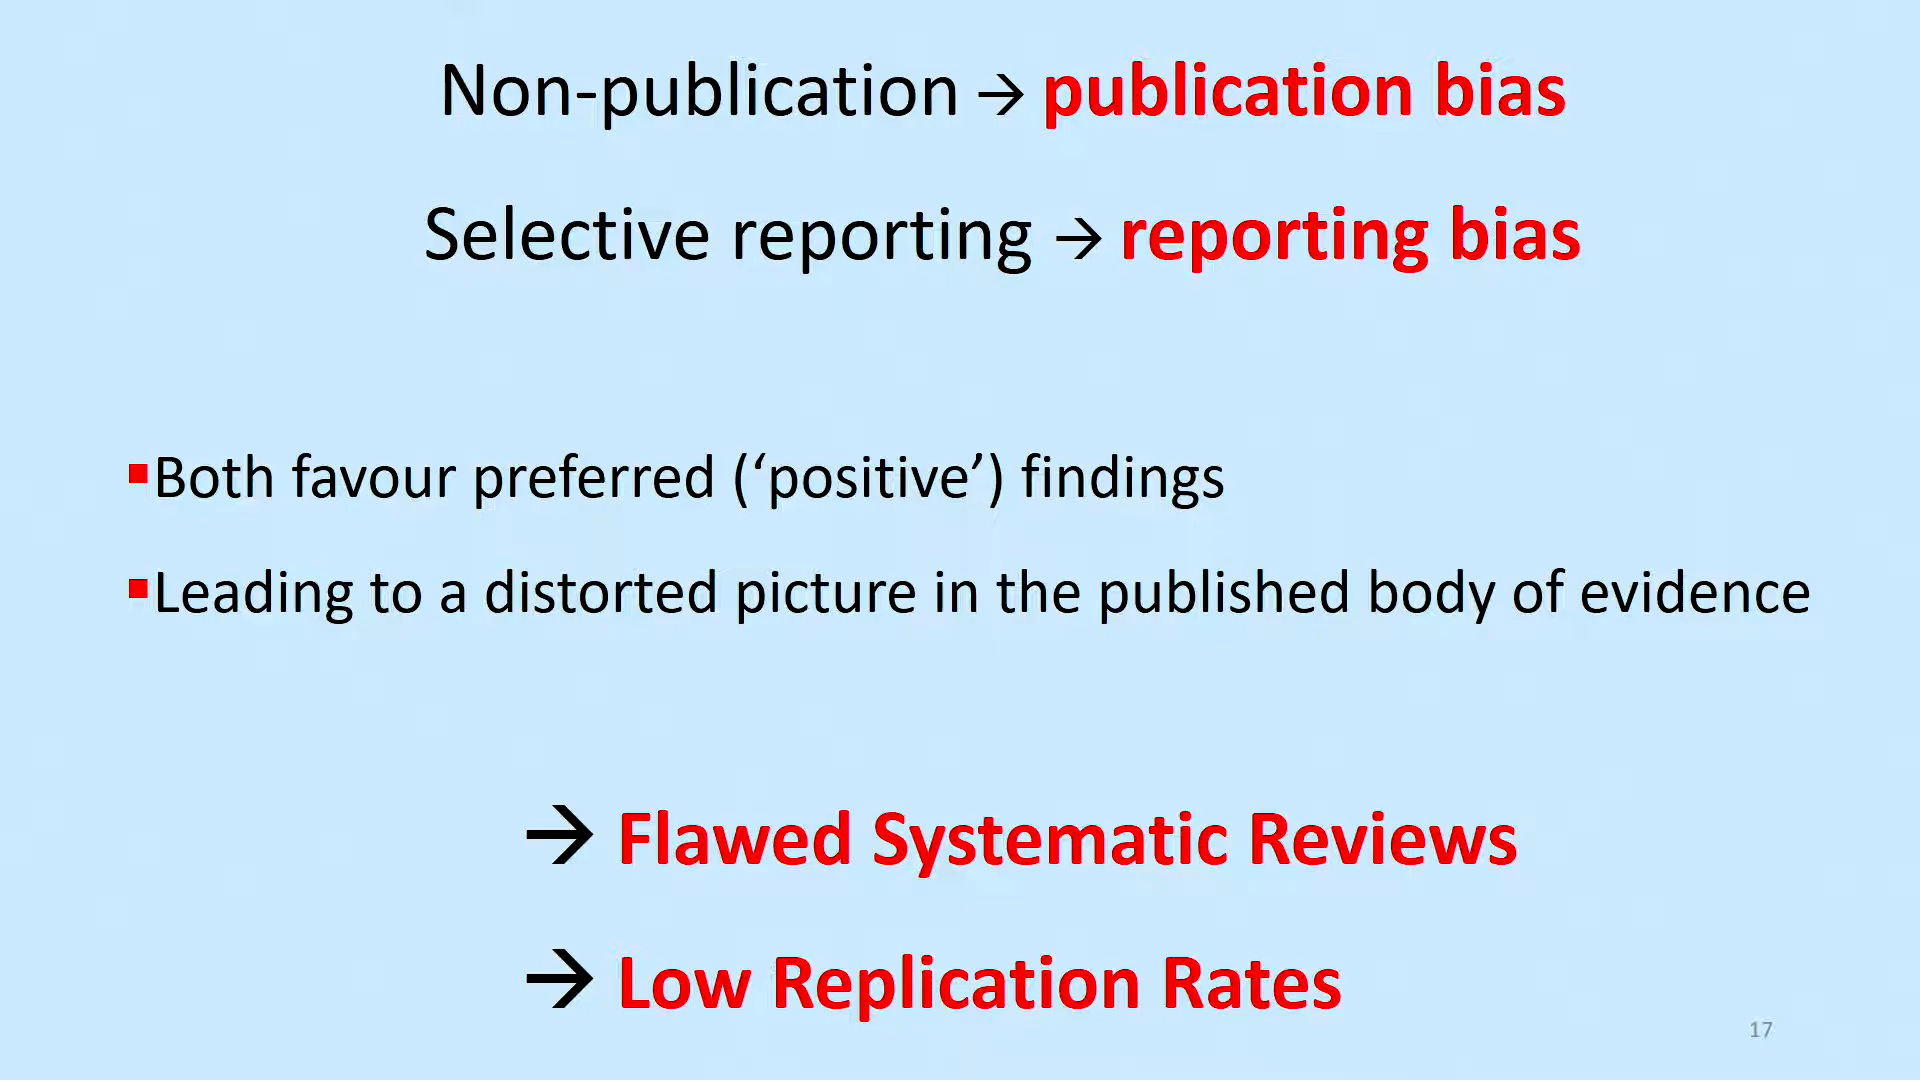 Non-publication → publication bias
Selective reporting → reporting bias
▪Both favour preferred (‘positive’) findings
▪Leading to a distorted picture in the published body of evidence
→ Flawed Systematic Reviews
→ Low Replication Rates
17